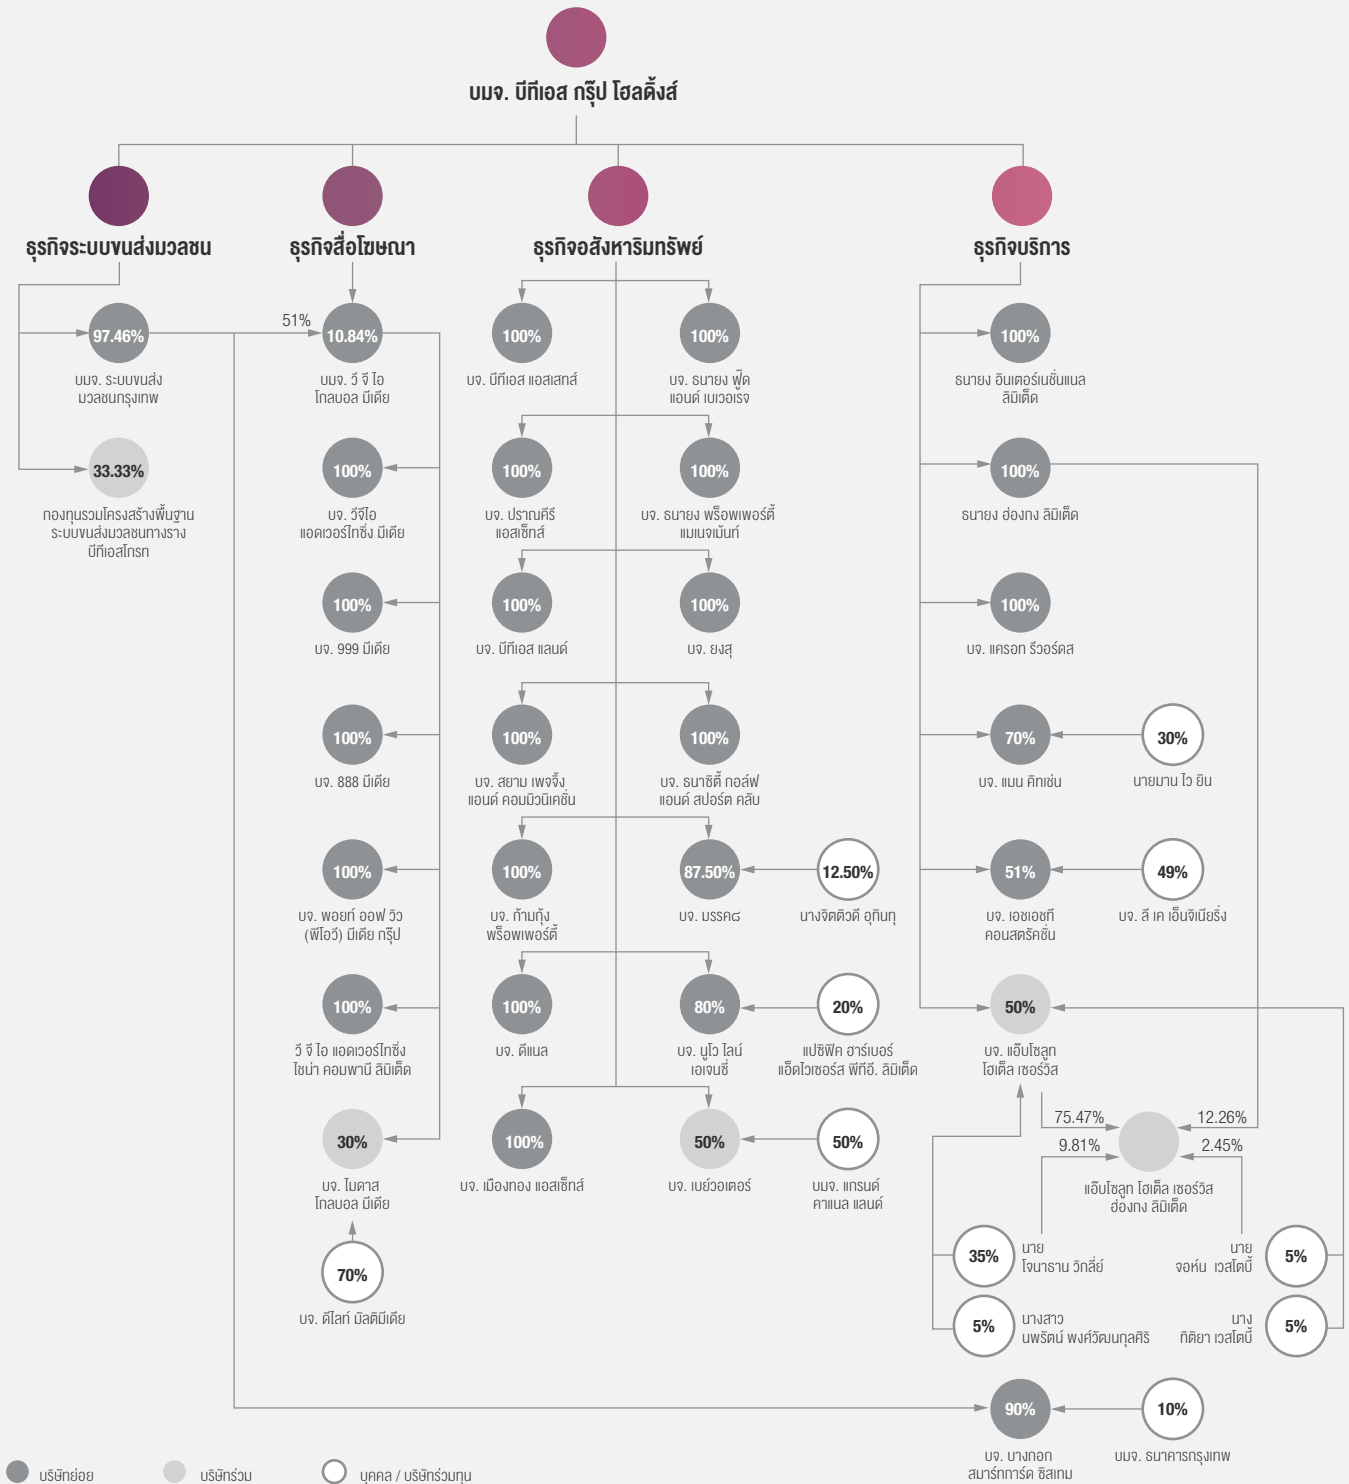 บมจ. บีทีเอส กรุ๊ป โฮลดิ้งส์
ธุรกิจระบบขนส่งมวลชน
97.46%
บมจ. ระบบขนส่ง
มวลชนกรุงเทพ
33.33%
กองทุนรวมโครงสร้างพื้นฐาน
ระบบขนส่งมวลชนทางราง
บีทีเอสโกรท
ธุรกิจสื่อโฆษณา
51%
10.84%
บมจ. วี จี ไอ
โกลบอล มีเดีย
100%
บจ. วีจีไอ
แอดเวอร์ไทซิ่ง มีเดีย
100%
บจ. 999 มีเดีย
100%
บจ. 888 มีเดีย
100%
บจ. พอยท์ ออฟ วิว
(พีโอวี) มีเดีย กรุ๊ป
100%
วี จี ไอ แอดเวอร์ไทซิ่ง
ไชน่า คอมพานี ลิมิเต็ด
30%
บจ. ไมดาส
โกลบอล มีเดีย
70%
บจ. ดีไลท์ มัลติมีเดีย
ธุรกิจอสังหาริมทรัพย์
100%
บจ. บีทีเอส แอสเสทส์
100%
บจ. ธนายง ฟู้ด
แอนด์ เบเวอเรจ
100%
บจ. ปราณคีรี
แอสเซ็ทส์
100%
บจ. ธนายง พร็อพเพอร์ตี้
แมเนจเม้นท์
100%
บจ. บีทีเอส แลนด์
100%
บจ. ยงสุ
100%
บจ. สยาม เพจจิ้ง
แอนด์ คอมมิวนิเคชั่น
100%
บจ. ธนาซิตี้ กอล์ฟ
แอนด์ สปอร์ต คลับ
100%
บจ. ก้ามกุ้ง
พร็อพเพอร์ตี้
87.50%
บจ. มรรค๘
12.50%
นางจิตติวดี อุทินทุ
100%
บจ. ดีแนล
80%
บจ. นูโว ไลน์
เอเจนซี่
20%
แปซิฟิค ฮาร์เบอร์
แอ็ดไวเซอร์ส พีทีอี. ลิมิเต็ด
100%
บจ. เมืองทอง แอสเซ็ทส์
50%
บจ. เบย์วอเตอร์
50%
บมจ. แกรนด์
คาแนล แลนด์
ธุรกิจบริการ
100%
ธนายง อินเตอร์เนชั่นแนล
ลิมิเต็ด
100%
ธนายง ฮ่องกง ลิมิเต็ด
100%
บจ. แครอท รีวอร์ดส
70%
บจ. แมน คิทเช่น
30%
นายมาน ไว ยิน
51%
บจ. เอชเอชที
คอนสตรัคชั่น
49%
บจ. ลี เค เอ็นจิเนียริ่ง
50%
บจ. แอ๊บโซลูท
โฮเต็ล เซอร์วิส
75.47%
12.26%
9.81%
2.45%
แอ๊บโซลูท โฮเต็ล เซอร์วิส
ฮ่องกง ลิมิเต็ด
35%
นาย
โจนาธาน วิกลี่ย์
นาย
จอห์น เวสโตบี้
5%
5%
นางสาว
นพรัตน์ พงศ์วัฒนกุลศิริ
นาง
ทิติยา เวสโตบี้
5%
90%
บจ. บางกอก
สมาร์ทการ์ด ซิสเทม
10%
บมจ. ธนาคารกรุงเทพ
บริษัทย่อย
บริษัทร่วม
บุคคล / บริษัทร่วมทุน